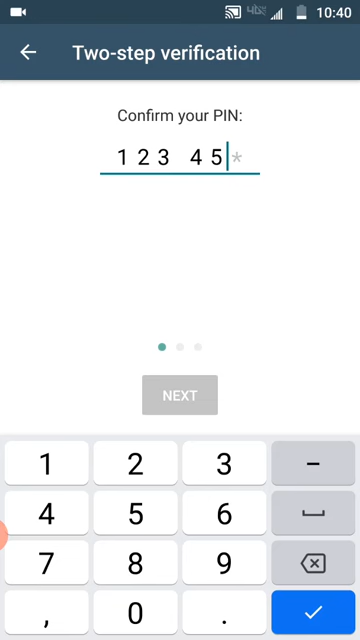 10:40
Two-step verification
Confirm your PIN:
1 2 3 4 5 *
NEXT
1 2 3 –
4 5 6
7 8 9
, 0 .